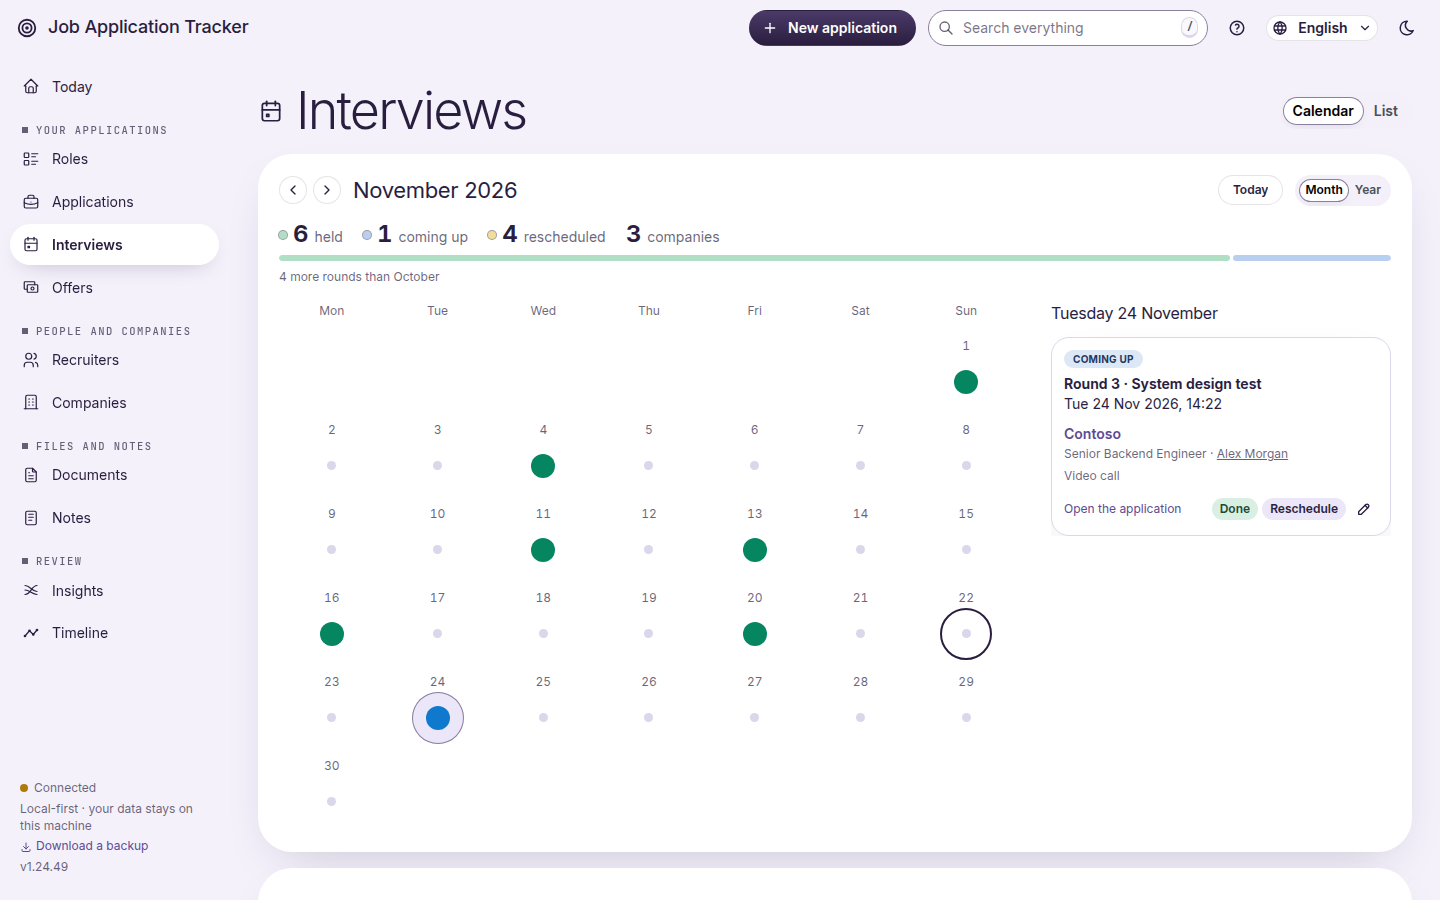 Job Application Tracker
New application
Search everything
/
English
Today
YOUR APPLICATIONS
Roles
Applications
Interviews
Offers
PEOPLE AND COMPANIES
Recruiters
Companies
FILES AND NOTES
Documents
Notes
REVIEW
Insights
Timeline
Connected
Local-first · your data stays on
this machine
Download a backup
v1.24.49
Interviews
Calendar List
November 2026
Today
Month Year
6 held 1 coming up 4 rescheduled 3 companies
4 more rounds than October
Mon Tue Wed Thu Fri Sat Sun
1
2 3 4 5 6 7 8
9 10 11 12 13 14 15
16 17 18 19 20 21 22
23 24 25 26 27 28 29
30
Tuesday 24 November
COMING UP
Round 3 · System design test
Tue 24 Nov 2026, 14:22
Contoso
Senior Backend Engineer · Alex Morgan
Video call
Open the application Done Reschedule